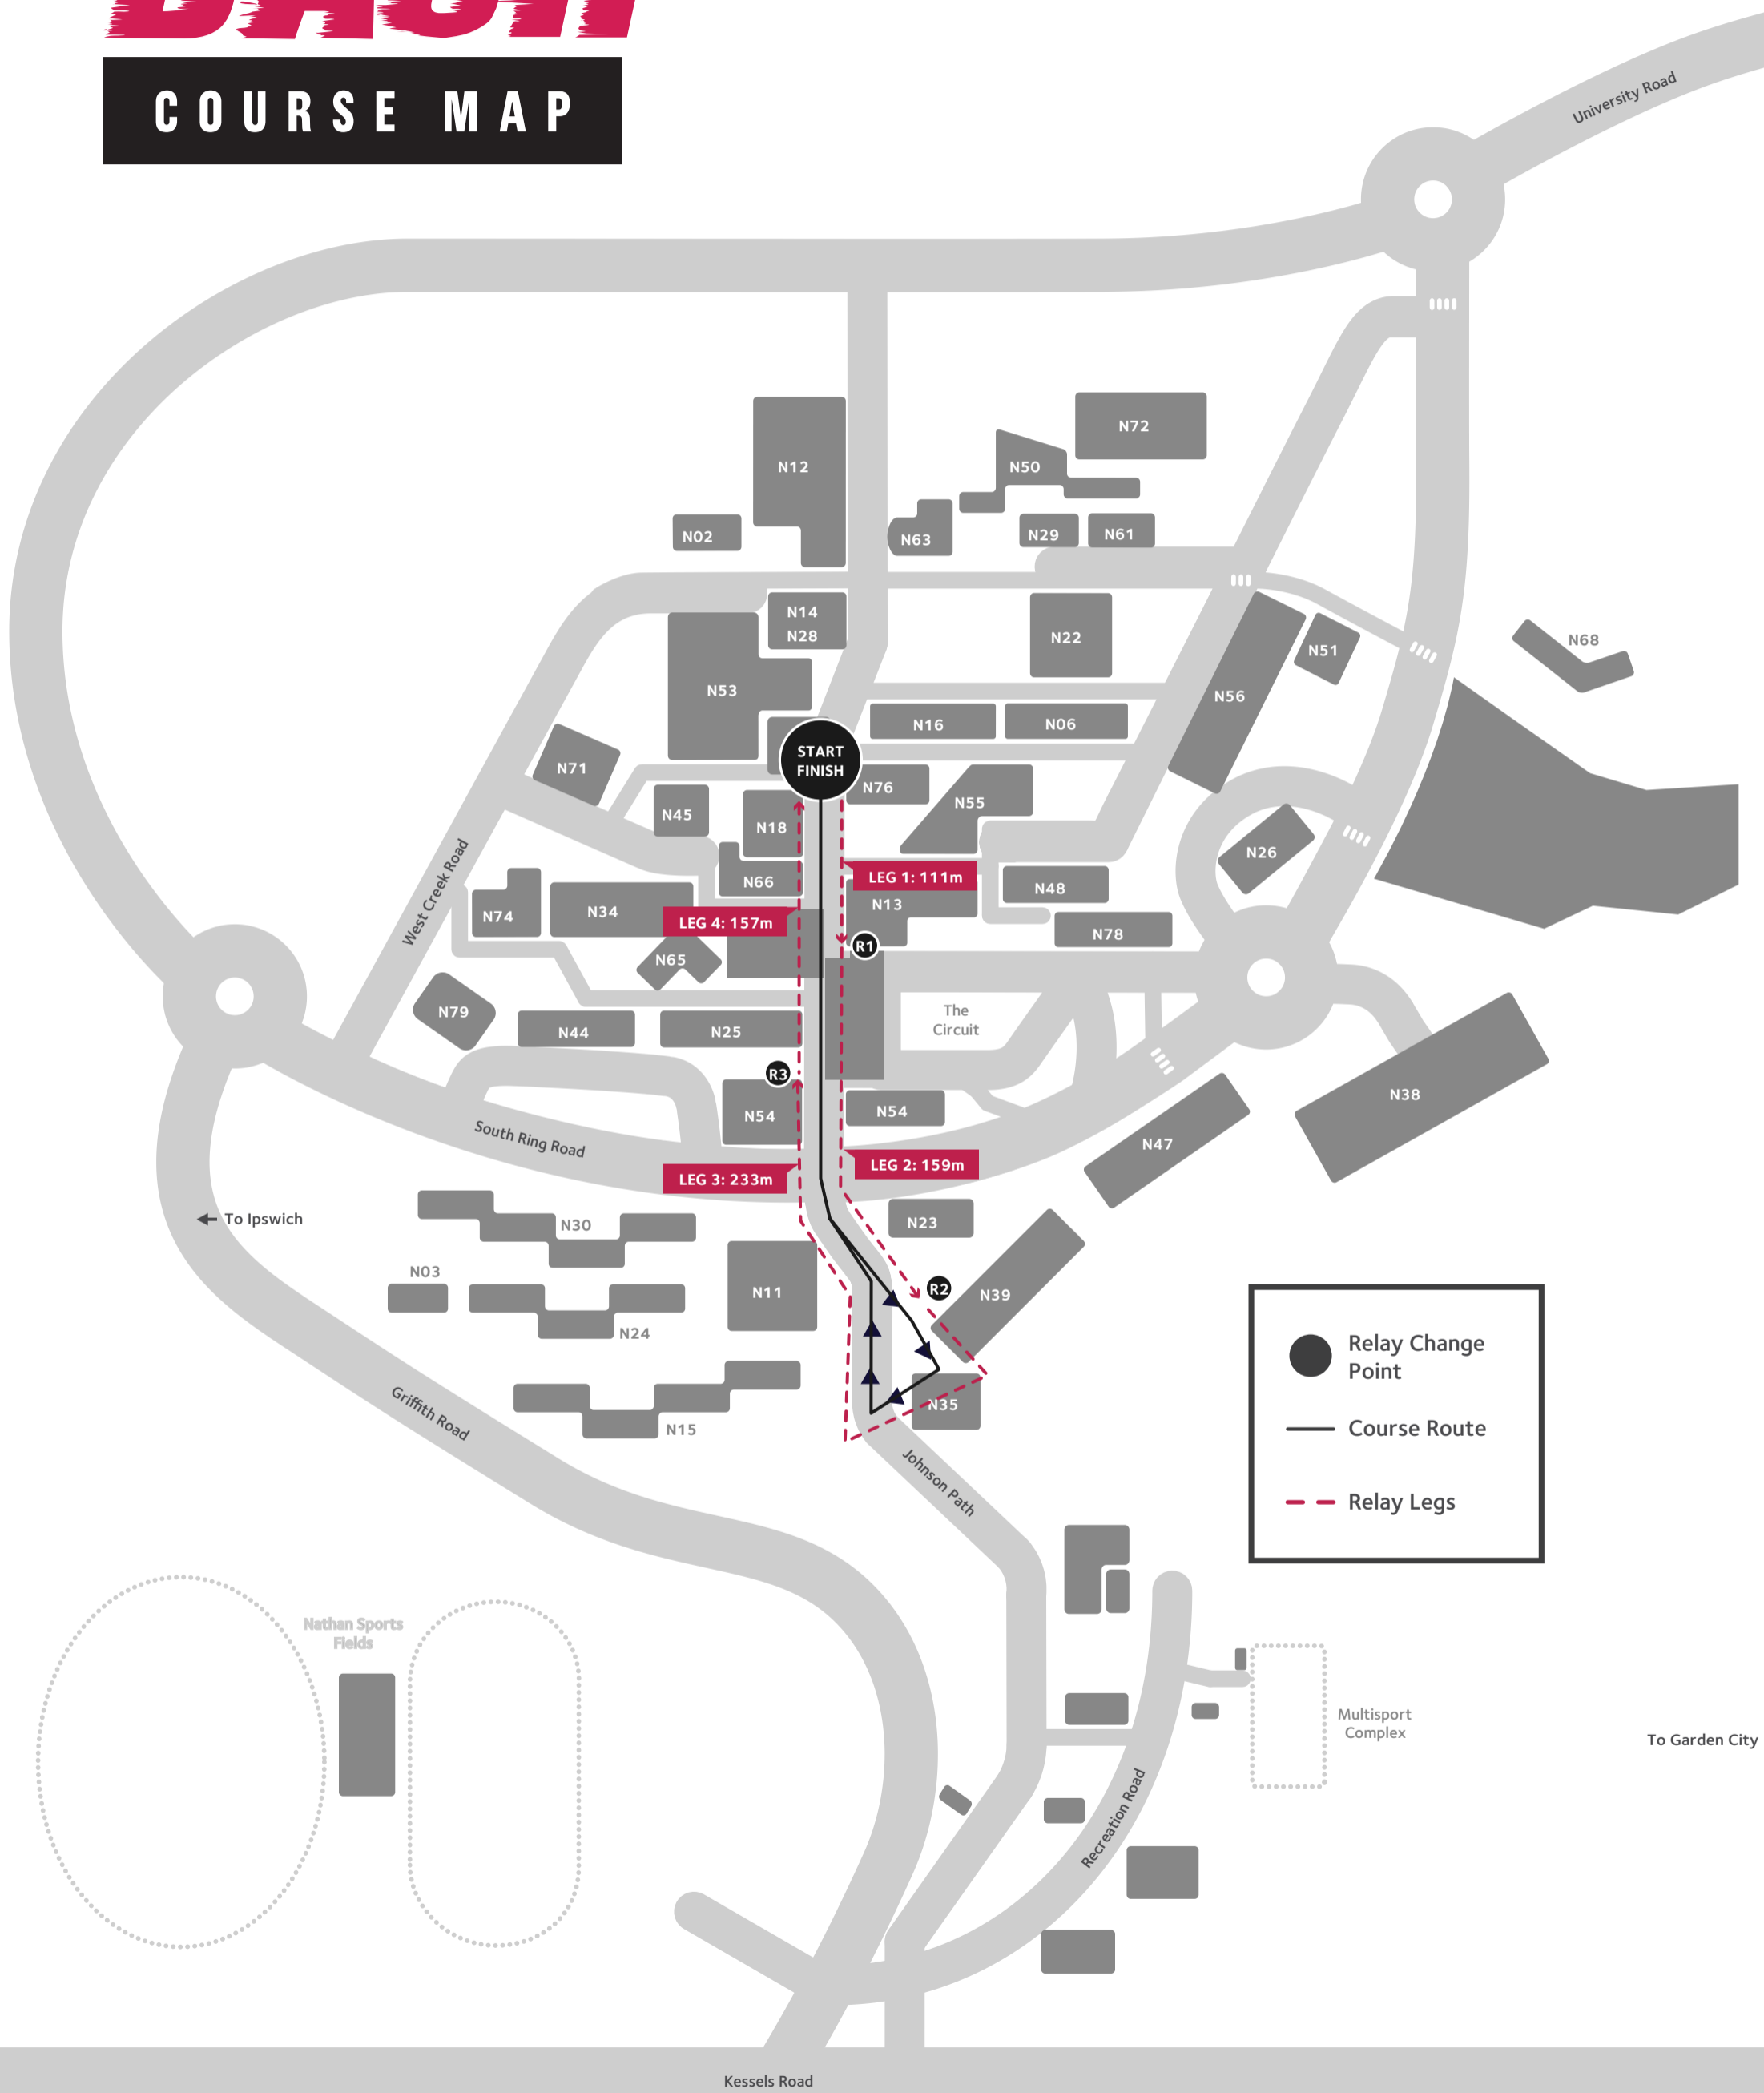 COURSE MAP
University Road
N72
N12
N50
N02
N63
N29
N61
N14
N28
N22
N68
N51
N53
N56
N16
N06
START
FINISH
N71
N76
N55
N45
N18
N26
West Creek Road
N66
LEG 1: 111m
N48
N74
N34
LEG 4: 157m
N13
N78
N65
R1
N79
N44
N25
The
Circuit
R3
N54
N54
N38
South Ring Road
N47
LEG 3: 233m
LEG 2: 159m
To Ipswich
N30
N23
N03
N11
R2
N39
N24
Relay Change
Point
Griffith Road
N15
N35
Course Route
Johnson Path
Relay Legs
Nathan Sports
Fields
Multisport
Complex
To Garden City
Recreation Road
Kessels Road